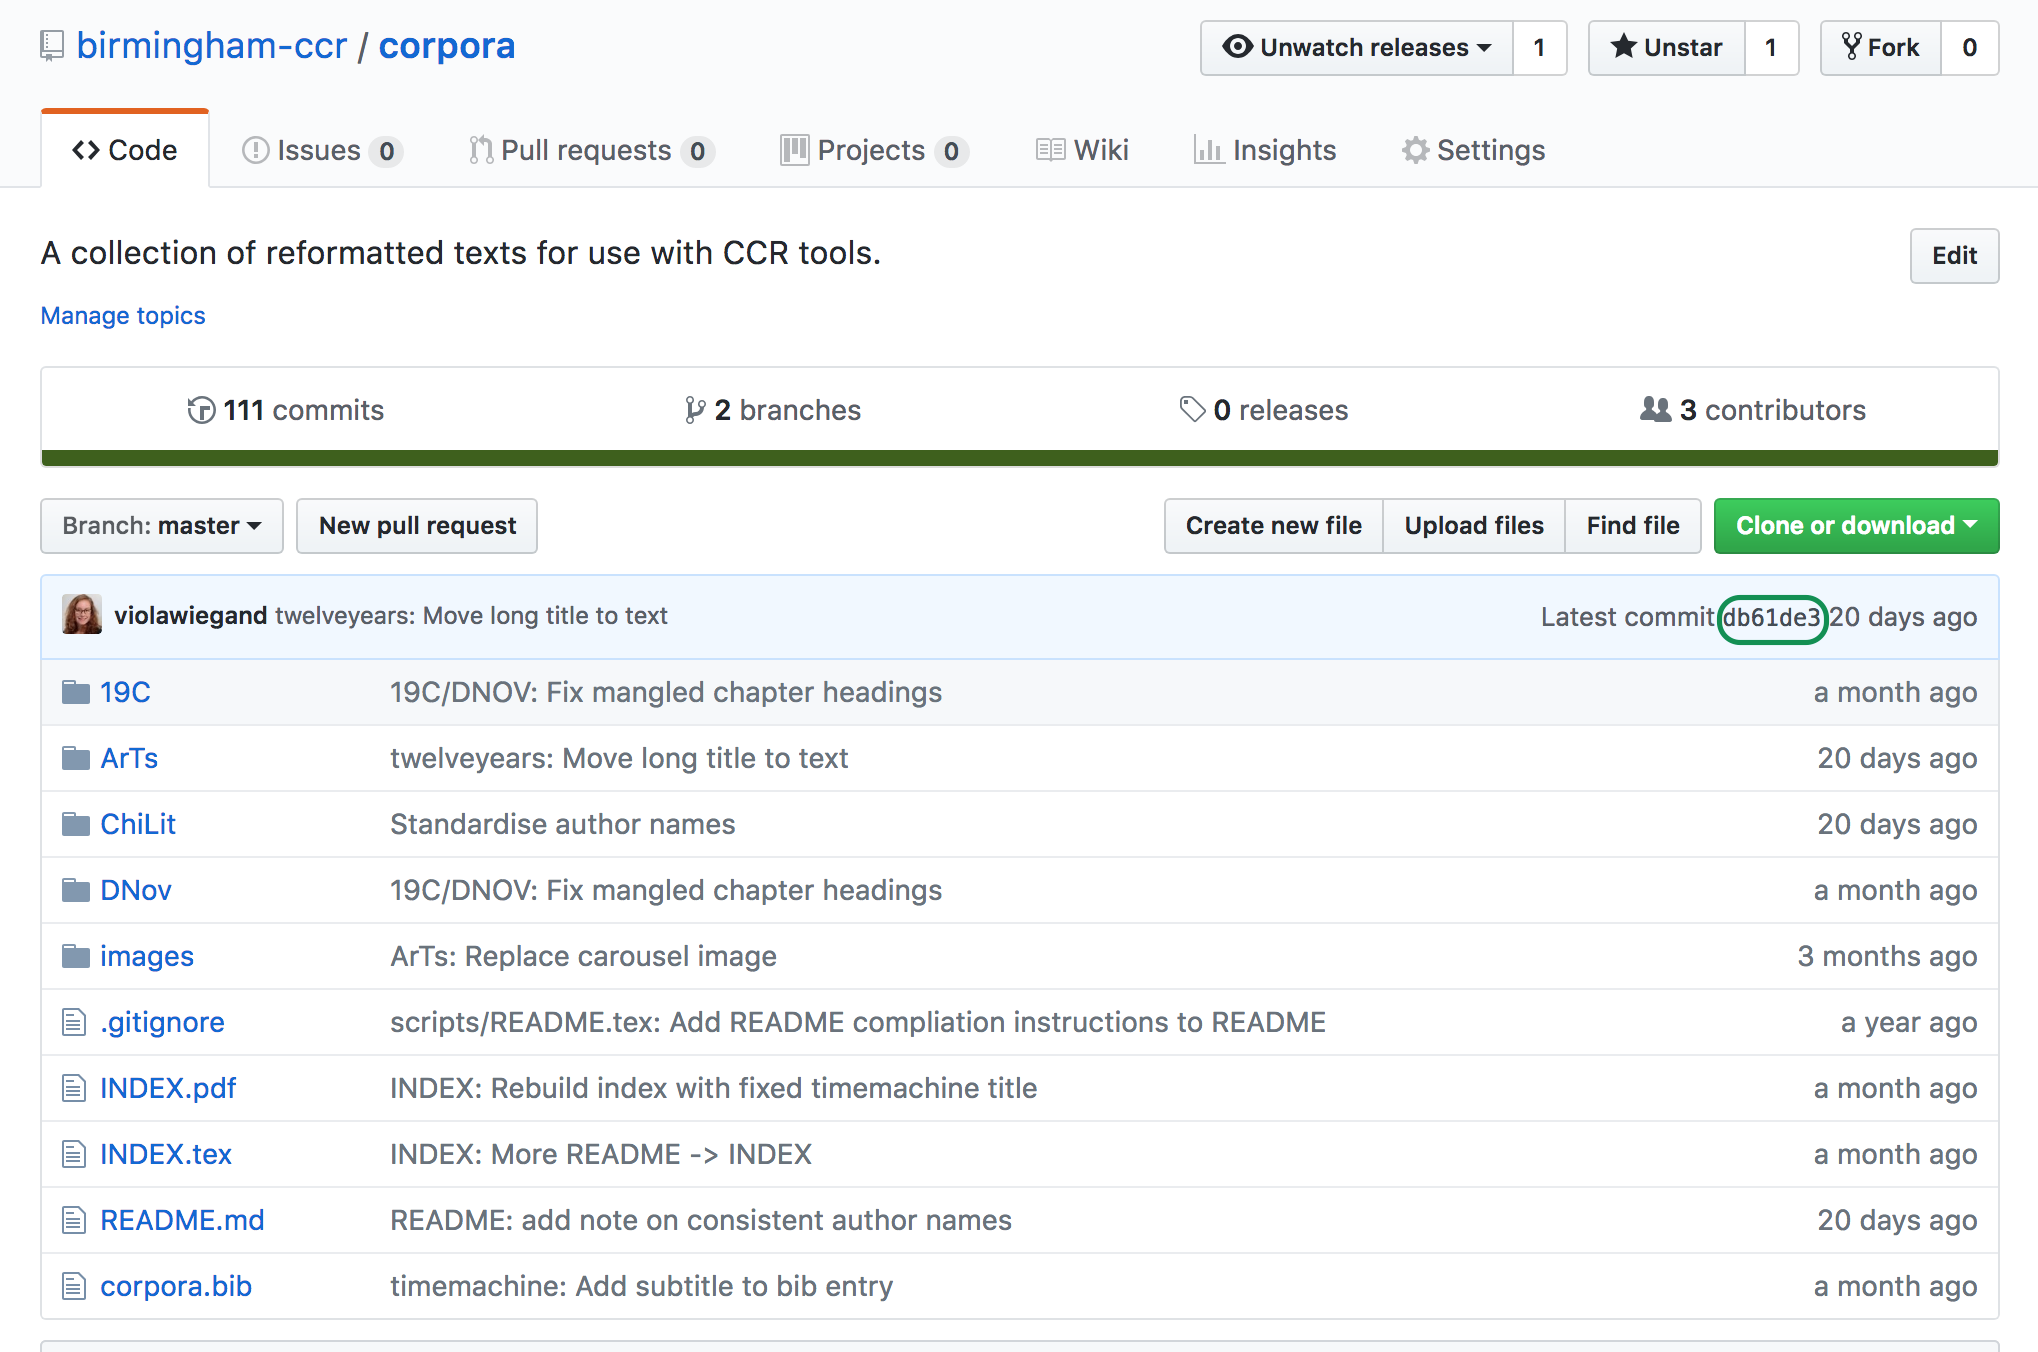 birmingham-ccr / corpora
Unwatch releases 1 Unstar 1 Fork 0
Code Issues 0 Pull requests 0 Projects 0 Wiki Insights Settings
A collection of reformatted texts for use with CCR tools. Edit
Manage topics
111 commits 2 branches 0 releases 3 contributors
Branch: master New pull request Create new file Upload files Find file Clone or download
violawiegand twelveyears: Move long title to text Latest commit db61de3 20 days ago
19C 19C/DNOV: Fix mangled chapter headings a month ago
ArTs twelveyears: Move long title to text 20 days ago
ChiLit Standardise author names 20 days ago
DNov 19C/DNOV: Fix mangled chapter headings a month ago
images ArTs: Replace carousel image 3 months ago
.gitignore scripts/README.tex: Add README compliation instructions to README a year ago
INDEX.pdf INDEX: Rebuild index with fixed timemachine title a month ago
INDEX.tex INDEX: More README -> INDEX a month ago
README.md README: add note on consistent author names 20 days ago
corpora.bib timemachine: Add subtitle to bib entry a month ago